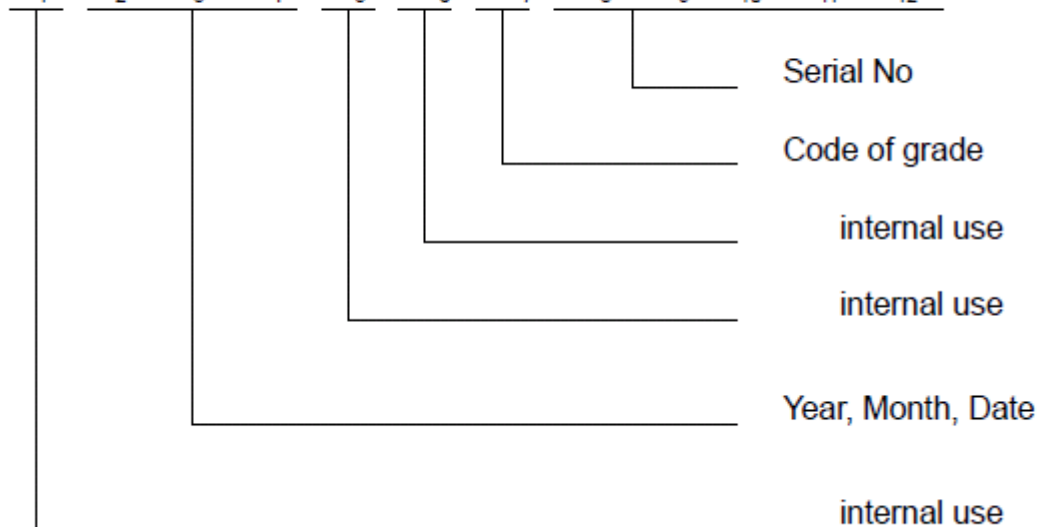 Serial No
Code of grade
internal use
internal use
Year, Month, Date
internal use